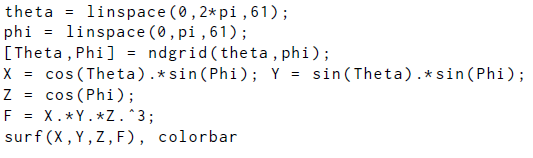 theta = linspace(0,2*pi,61);
phi = linspace(0,pi,61);
[Theta,Phi] = ndgrid(theta,phi);
X = cos(Theta).*sin(Phi); Y = sin(Theta).*sin(Phi);
Z = cos(Phi);
F = X.*Y.*Z.^3;
surf(X,Y,Z,F), colorbar